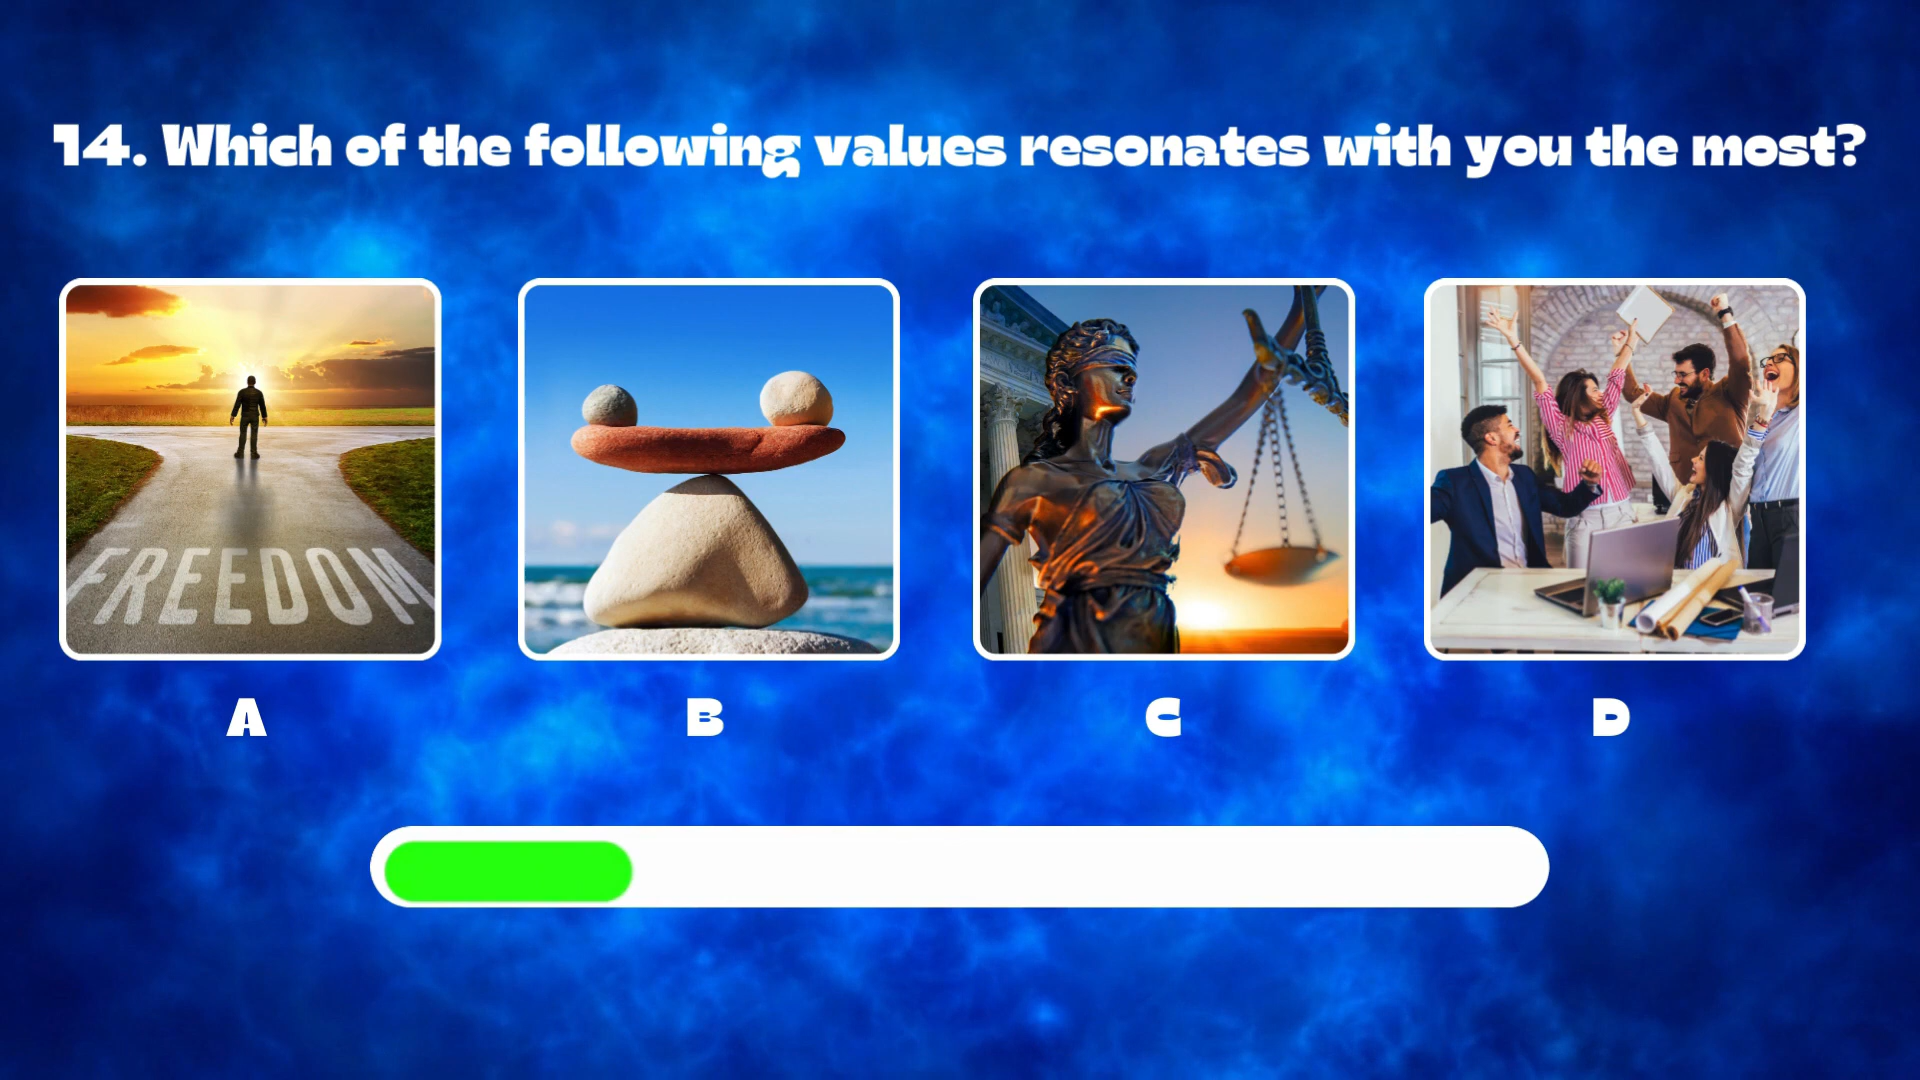 14. Which of the following values resonates with you the most?
FREEDOM
A
B
C
D